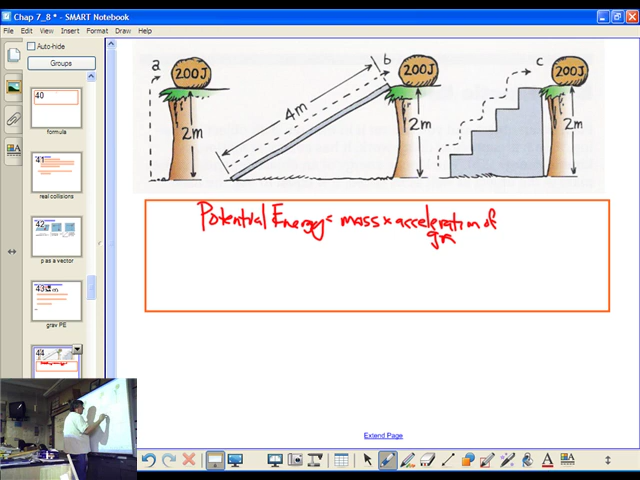 Chap 7_8 * - SMART Notebook
File Edit View Insert Format Draw Help
Auto-hide
Groups
40
formula
41
real collisions
42
p as a vector
43
grav PE
44
a
200J
2m
b
200J
4m
2m
c
200J
2m
Potential Energy = mass x acceleration of
gra
Extend Page